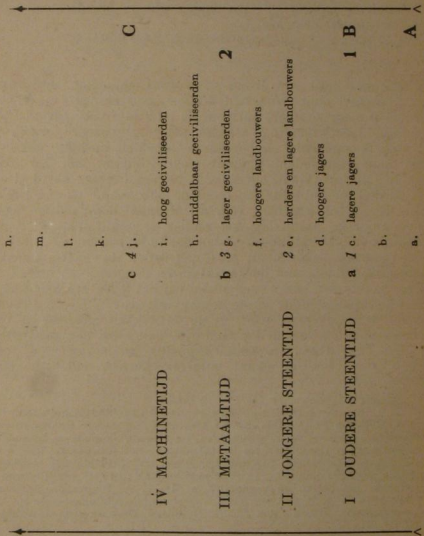 n.
m.
l.
k.
c 4 j. C
IV MACHINETIJD i. hoog geciviliseerden
h. middelbaar geciviliseerden
III METAALTIJD b 3 g. lager geciviliseerden 2
f. hoogere landbouwers
II JONGERE STEENTIJD 2 e. herders en lagere landbouwers
d. hoogere jagers
I OUDERE STEENTIJD a 1 c. lagere jagers 1 B
b.
a. A